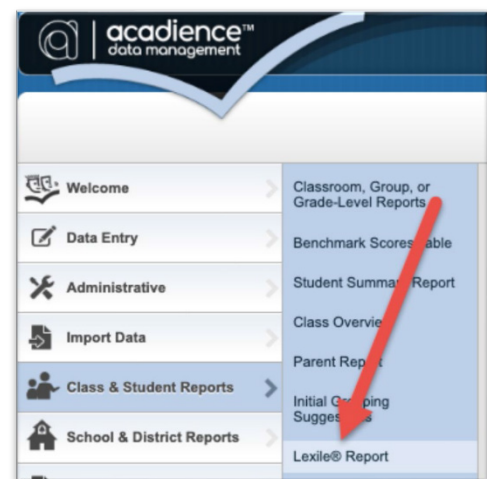 acadience™
data management
Welcome
Data Entry
Administrative
Import Data
Class & Student Reports
School & District Reports
Classroom, Group, or
Grade-Level Reports
Benchmark Scores
Student Summary Report
Class Overview
Parent Report
Initial Grouping
Suggestions
Lexile® Report